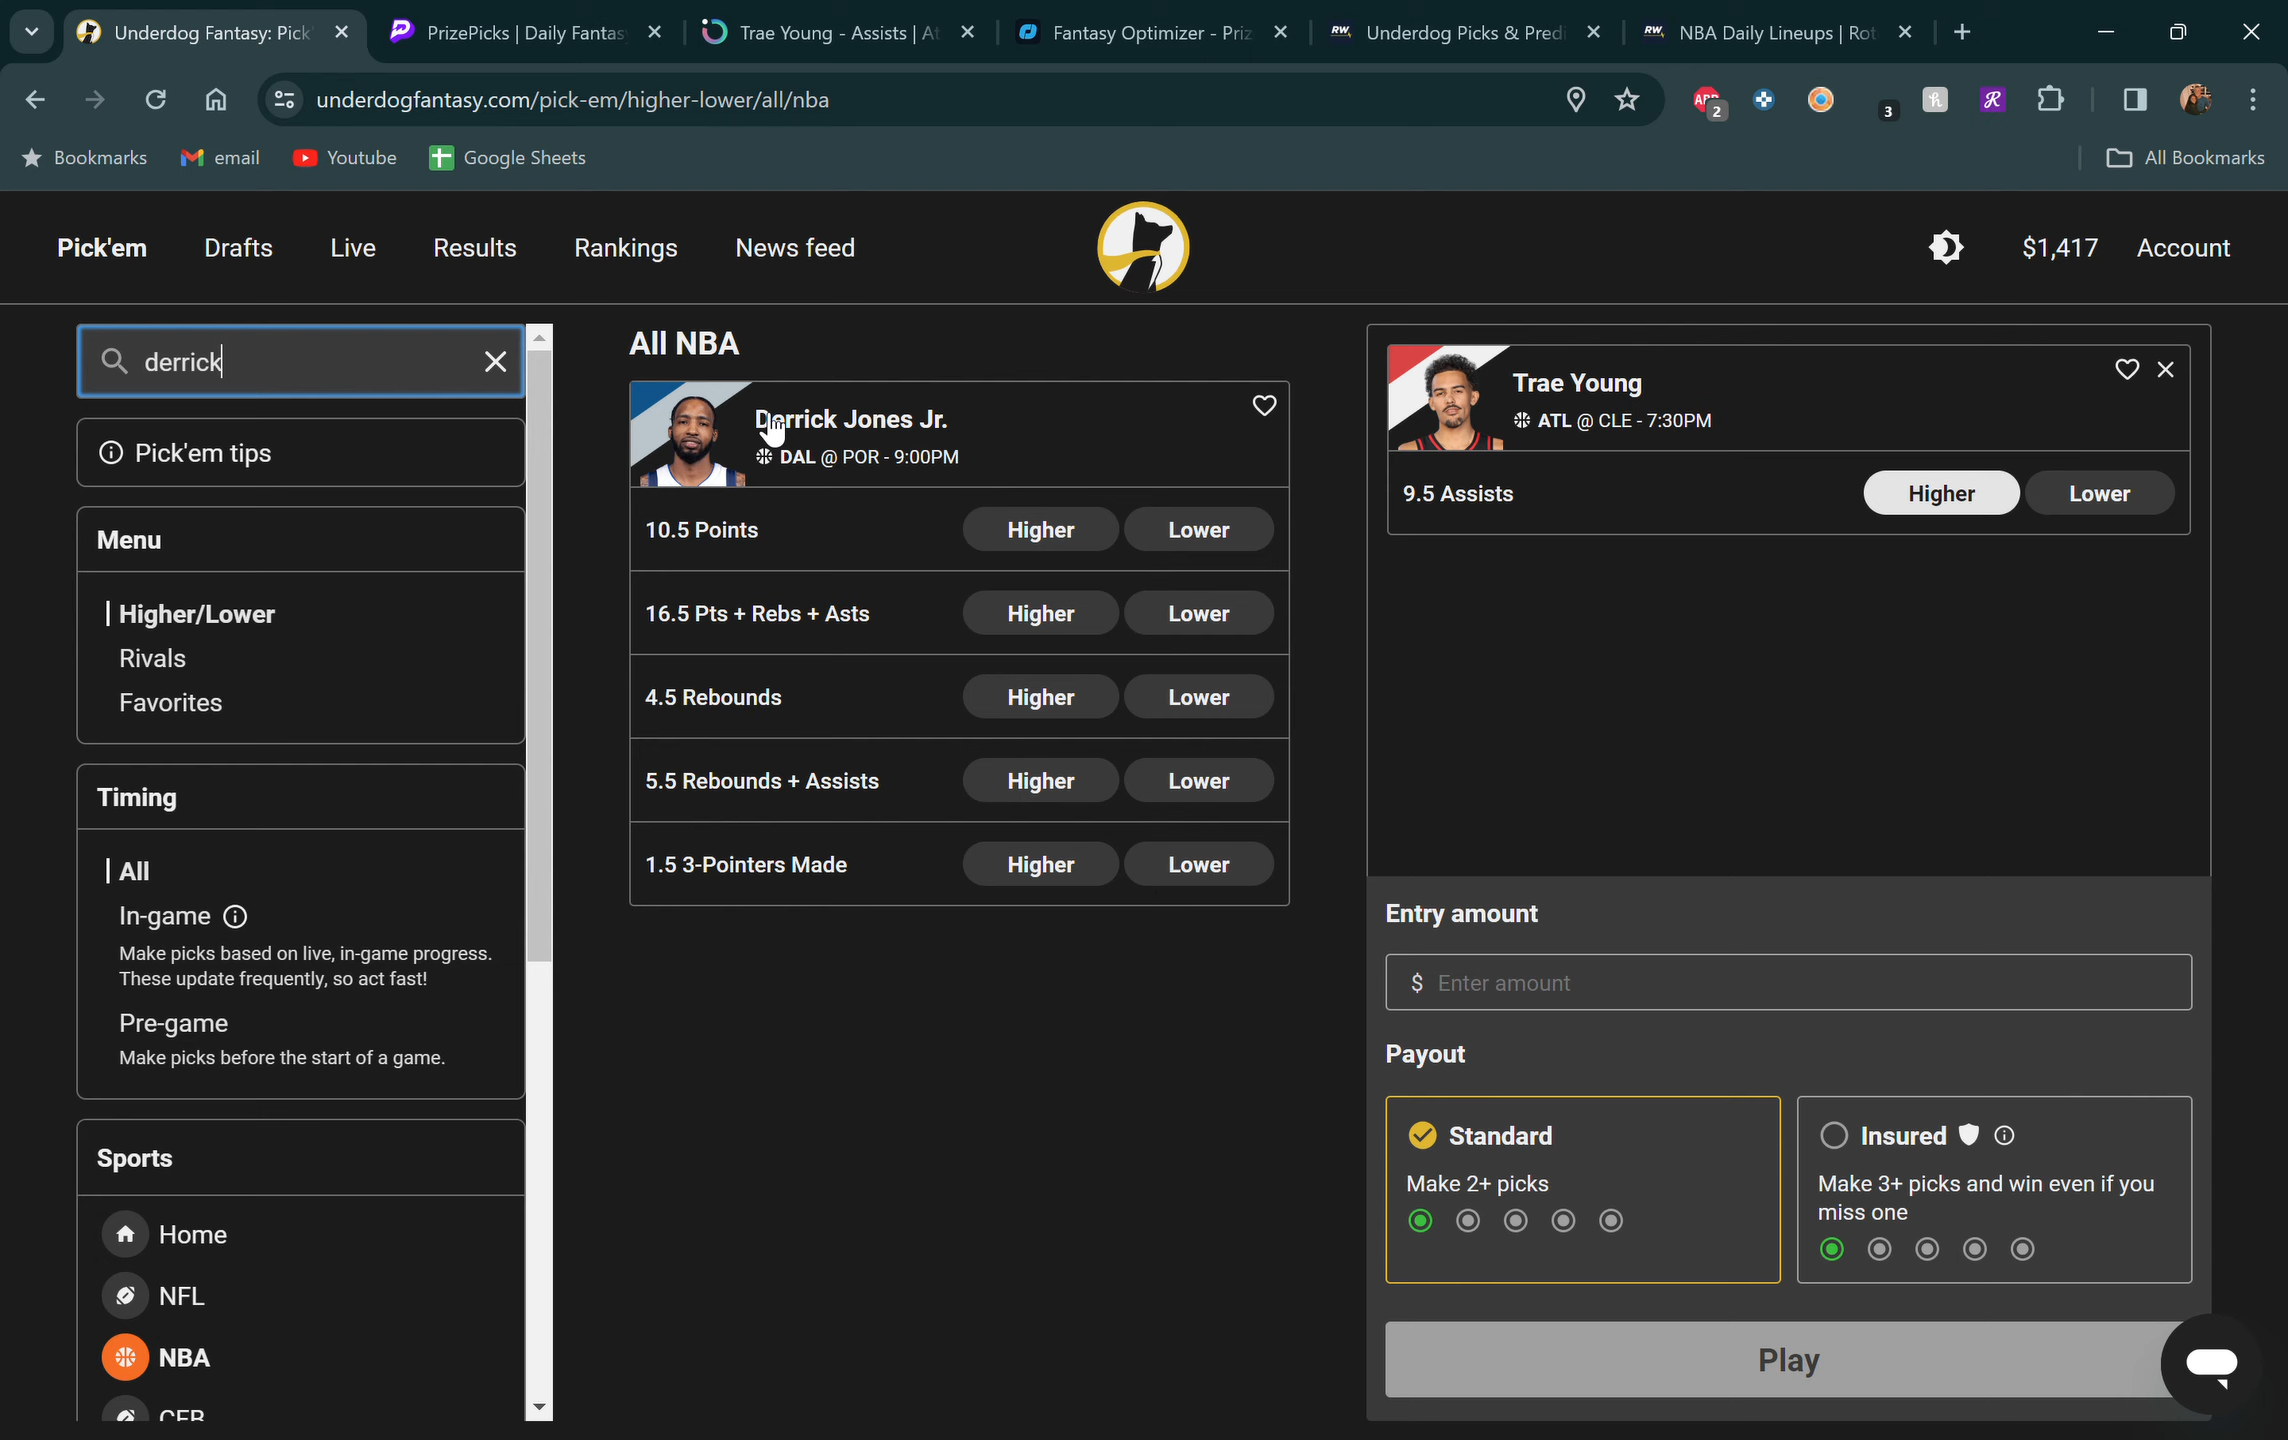 Underdog Fantasy: Pick'
PrizePicks | Daily Fantas
Trae Young - Assists | At
Fantasy Optimizer - Priz
RW Underdog Picks & Predi
RW NBA Daily Lineups | Rot
underdogfantasy.com/pick-em/higher-lower/all/nba
ABP 2
3
Bookmarks
email
Youtube
Google Sheets
All Bookmarks
Pick'em
Drafts
Live
Results
Rankings
News feed
$1,417
Account
derrick
Pick'em tips
Menu
Higher/Lower
Rivals
Favorites
Timing
All
In-game
Make picks based on live, in-game progress.
These update frequently, so act fast!
Pre-game
Make picks before the start of a game.
Sports
Home
NFL
NBA
CFB
All NBA
Derrick Jones Jr.
DAL @ POR - 9:00PM
10.5 Points Higher Lower
16.5 Pts + Rebs + Asts Higher Lower
4.5 Rebounds Higher Lower
5.5 Rebounds + Assists Higher Lower
1.5 3-Pointers Made Higher Lower
Trae Young
ATL @ CLE - 7:30PM
9.5 Assists Higher Lower
Entry amount
$ Enter amount
Payout
Standard
Make 2+ picks
Insured
Make 3+ picks and win even if you
miss one
Play